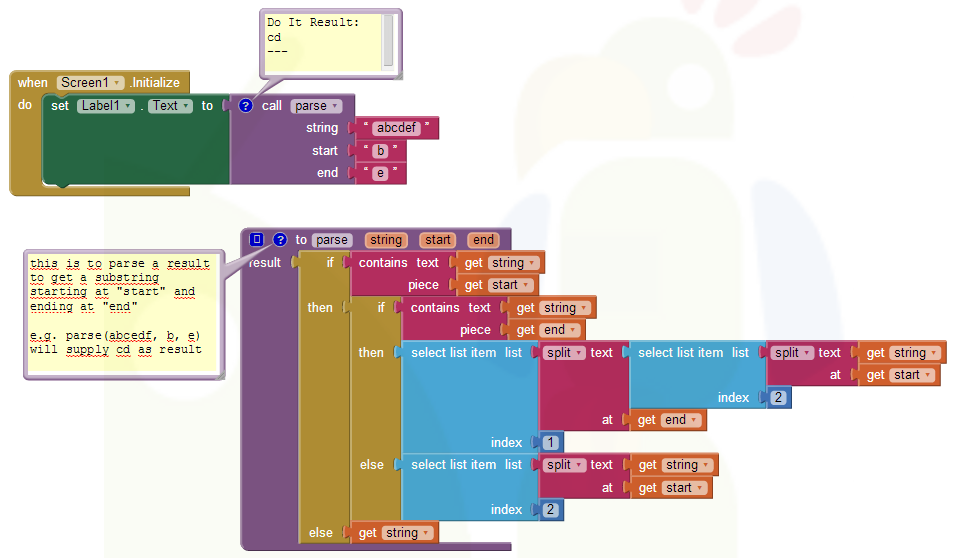 Do It Result:
cd
---
when Screen1 .Initialize
do set Label1 . Text to ? call parse
string " abcdef "
start " b "
end " e "
? to parse string start end
this is to parse a result
to get a substring
starting at "start" and
ending at "end"
e.g. parse(abcedf, b, e)
will supply cd as result
result if contains text get string
piece get start
then if contains text get string
piece get end
then select list item list split text select list item list split text get string
at get start
index 2
at get end
index 1
else select list item list split text get string
at get start
index 2
else get string